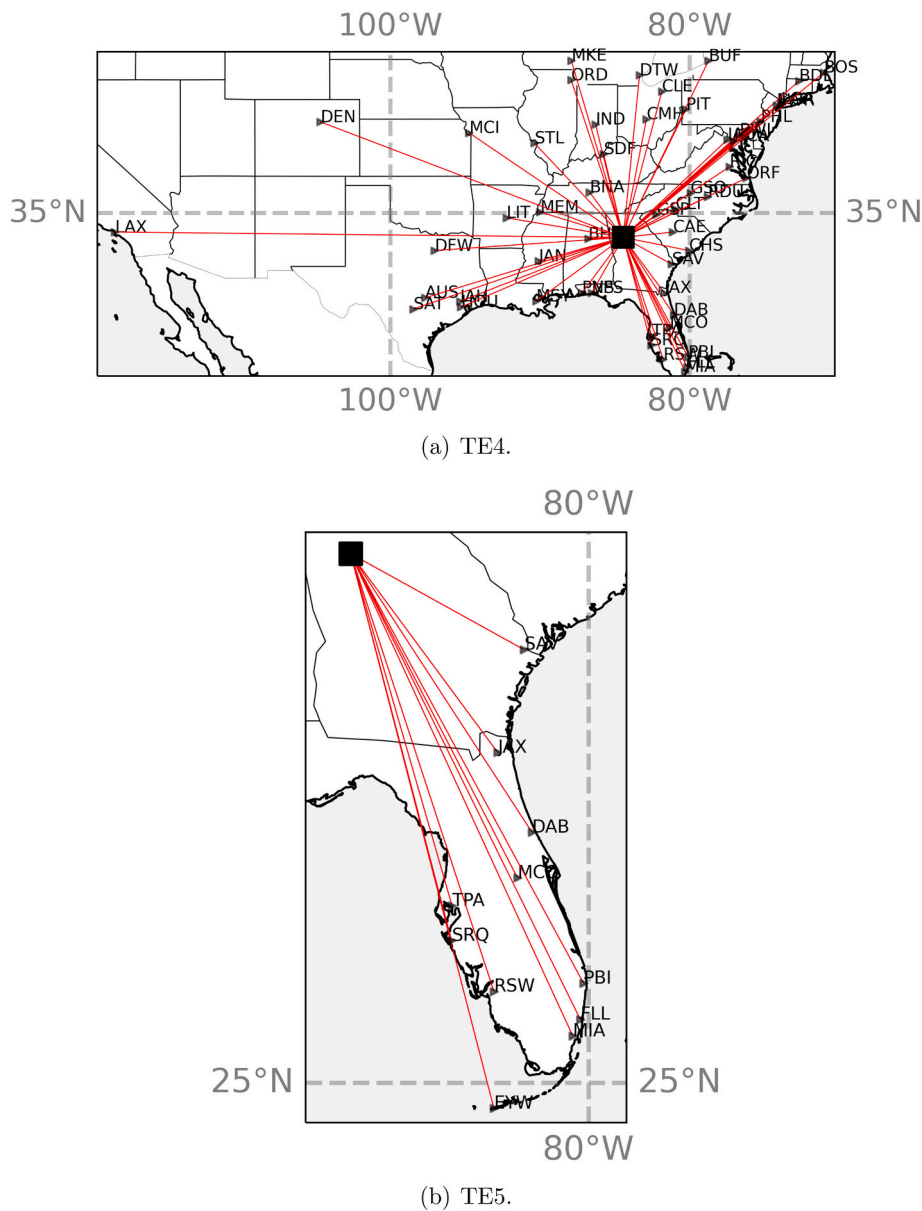 100°W 80°W
MKE BUF
ORD DTW BOS
CLE
DEN PIT
IND CMH PHL
MCI
STL
SDF
ORF
BNA GSO
35°N LIT MEM 35°N
LAX CAE
DFW CHS
JAN SAV
AUS JAX
SAT
DAB
MCO
PBI
MIA
100°W 80°W
(a) TE4.
80°W
SAV
JAX
DAB
TPA
SRQ
PBI
RSW
FLL
MIA
25°N 25°N
EYW
80°W
(b) TE5.